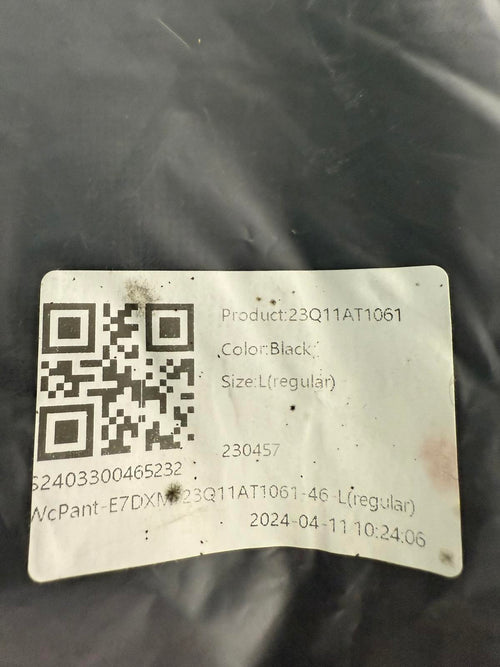 Product:23Q11AT1061
Color:Black
Size:L(regular)
230457
S2403300465232
WcPant-E7DXM 23Q11AT1061-46-L(regular)
2024-04-11 10:24:06